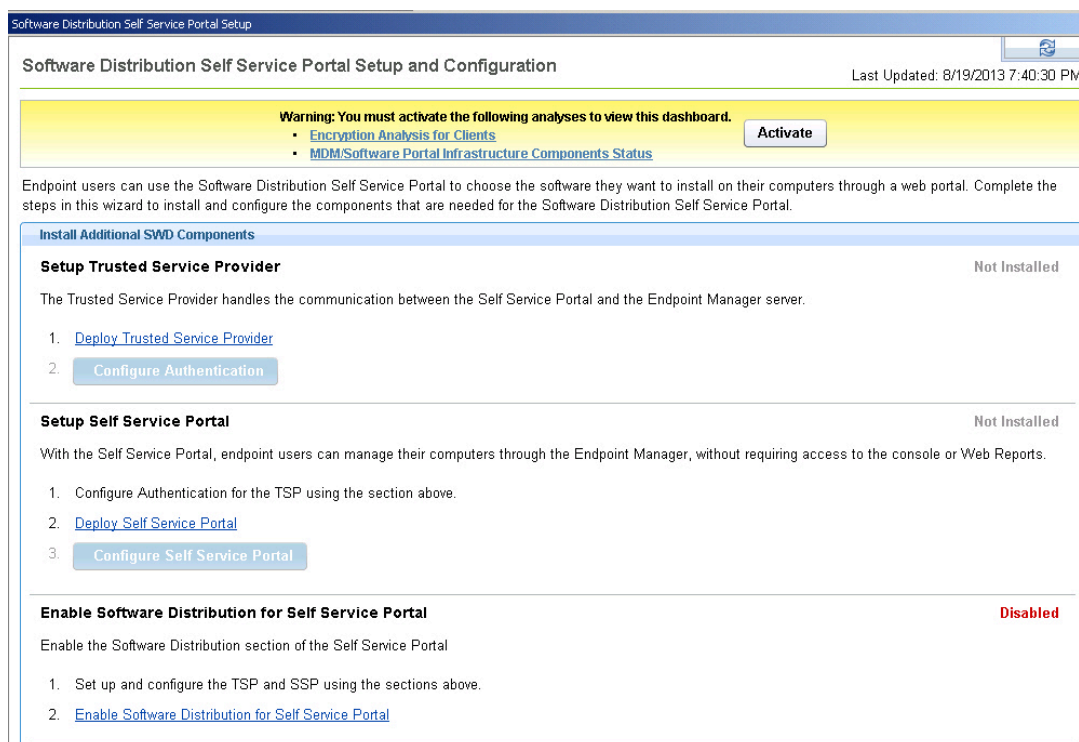 Software Distribution Self Service Portal Setup
Software Distribution Self Service Portal Setup and Configuration
Last Updated: 8/19/2013 7:40:30 PM
Warning: You must activate the following analyses to view this dashboard.
• Encryption Analysis for Clients
• MDM/Software Portal Infrastructure Components Status
Activate
Endpoint users can use the Software Distribution Self Service Portal to choose the software they want to install on their computers through a web portal. Complete the
steps in this wizard to install and configure the components that are needed for the Software Distribution Self Service Portal.
Install Additional SWD Components
Setup Trusted Service Provider
Not Installed
The Trusted Service Provider handles the communication between the Self Service Portal and the Endpoint Manager server.
1. Deploy Trusted Service Provider
2. Configure Authentication
Setup Self Service Portal
Not Installed
With the Self Service Portal, endpoint users can manage their computers through the Endpoint Manager, without requiring access to the console or Web Reports.
1. Configure Authentication for the TSP using the section above.
2. Deploy Self Service Portal
3. Configure Self Service Portal
Enable Software Distribution for Self Service Portal
Disabled
Enable the Software Distribution section of the Self Service Portal
1. Set up and configure the TSP and SSP using the sections above.
2. Enable Software Distribution for Self Service Portal